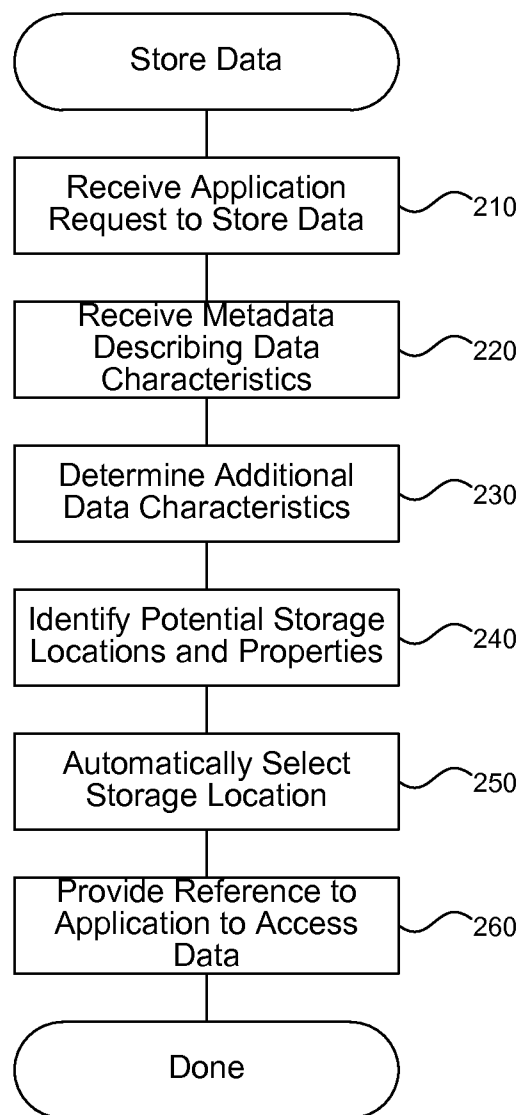 Store Data
Receive Application
Request to Store Data
210
Receive Metadata
Describing Data
Characteristics
220
Determine Additional
Data Characteristics
230
Identify Potential Storage
Locations and Properties
240
Automatically Select
Storage Location
250
Provide Reference to
Application to Access
Data
260
Done